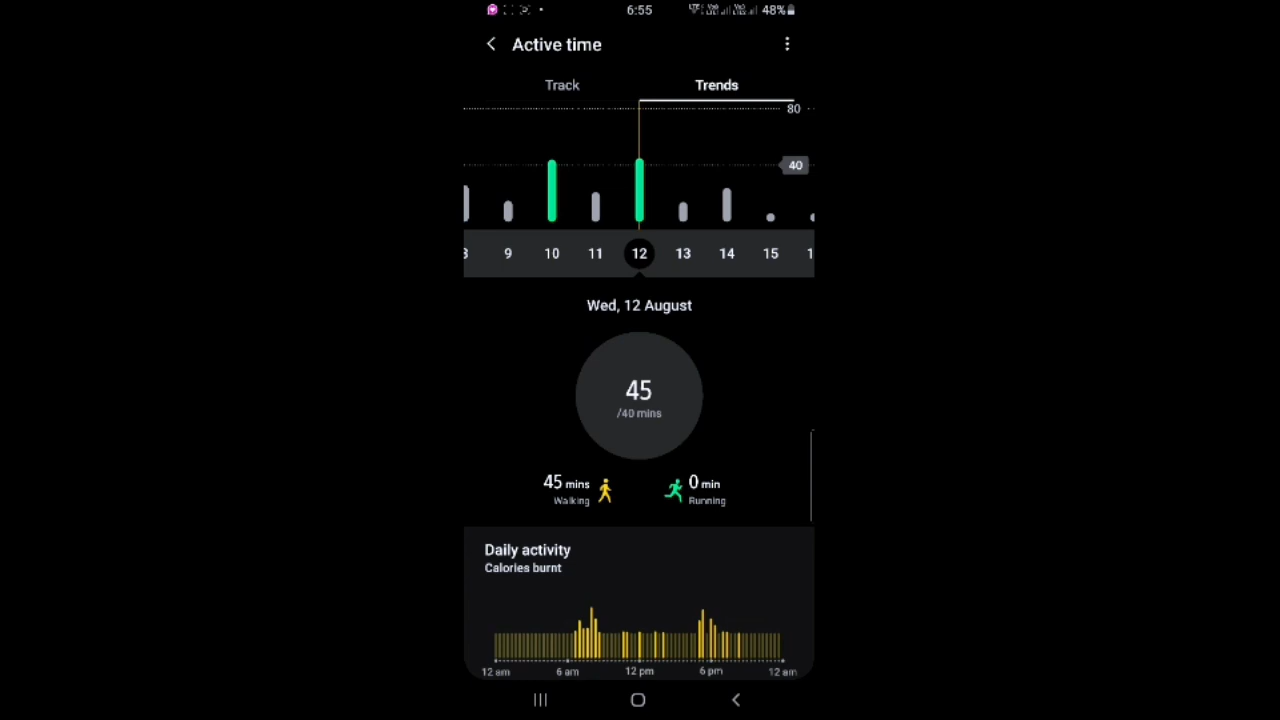 6:55 LTE 48%
Active time
Track Trends
80
40
9 10 11 12 13 14 15
Wed, 12 August
45
/40 mins
45 mins 0 min
Walking Running
Daily activity
Calories burnt
12 am 6 am 12 pm 6 pm 12 am